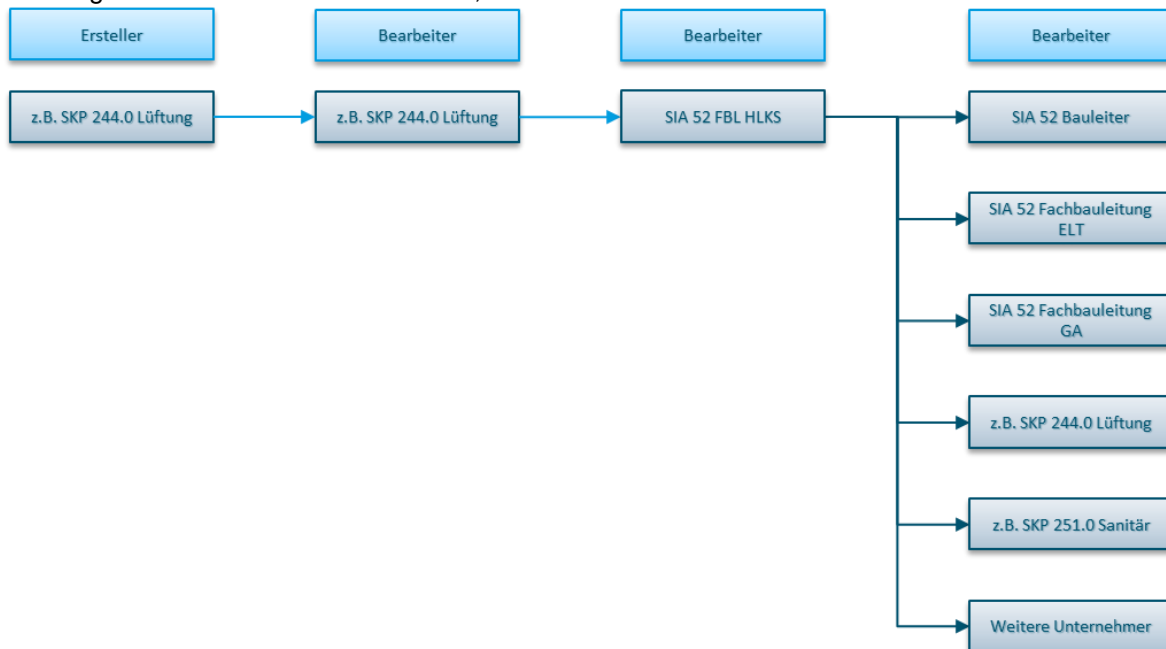 Ersteller
Bearbeiter
Bearbeiter
Bearbeiter
z.B. SKP 244.0 Lüftung
z.B. SKP 244.0 Lüftung
SIA 52 FBL HLKS
SIA 52 Bauleiter
SIA 52 Fachbauleitung
ELT
SIA 52 Fachbauleitung
GA
z.B. SKP 244.0 Lüftung
z.B. SKP 251.0 Sanitär
Weitere Unternehmer